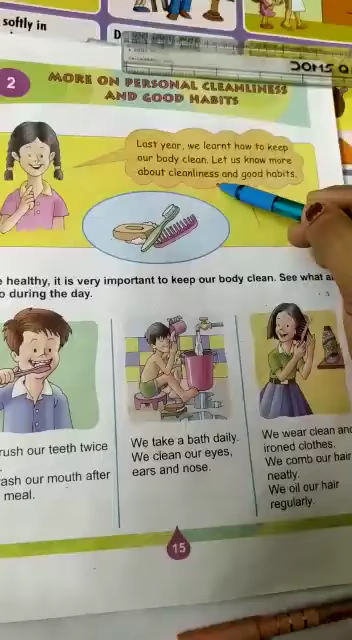 softly in
D
DOMS
2
MORE ON PERSONAL CLEANLINESS
AND GOOD HABITS
Last year, we learnt how to keep
our body clean. Let us know more
about cleanliness and good habits.
healthy, it is very important to keep our body clean. See what
during the day.
rush our teeth twice
ash our mouth after
meal.
We take a bath daily.
We clean our eyes,
ears and nose.
We wear clean and
ironed clothes.
We comb our hair
neatly.
We oil our hair
regularly.
15